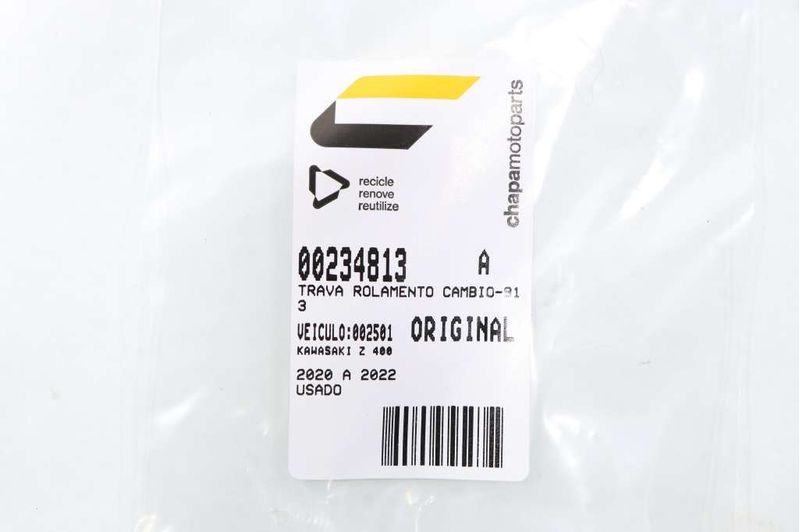 chapamotoparts
recicle
renove
reutilize
00234813 A
TRAVA ROLAMENTO CAMBIO-91
3
VEICULO:002501 ORIGINAL
KAWASAKI Z 400
2020 A 2022
USADO